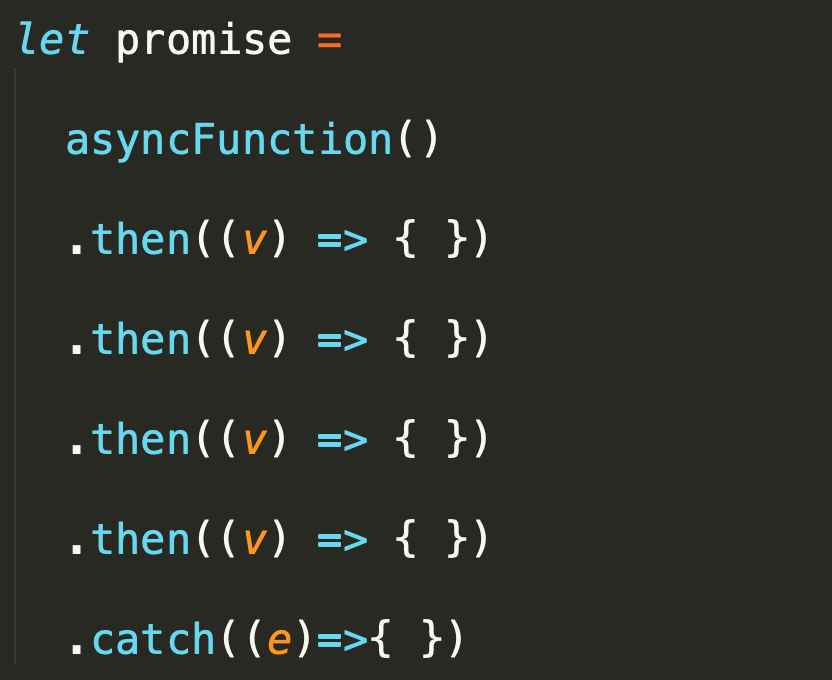 let promise =
asyncFunction()
.then((v) => { })
.then((v) => { })
.then((v) => { })
.then((v) => { })
.catch((e)=>{ })